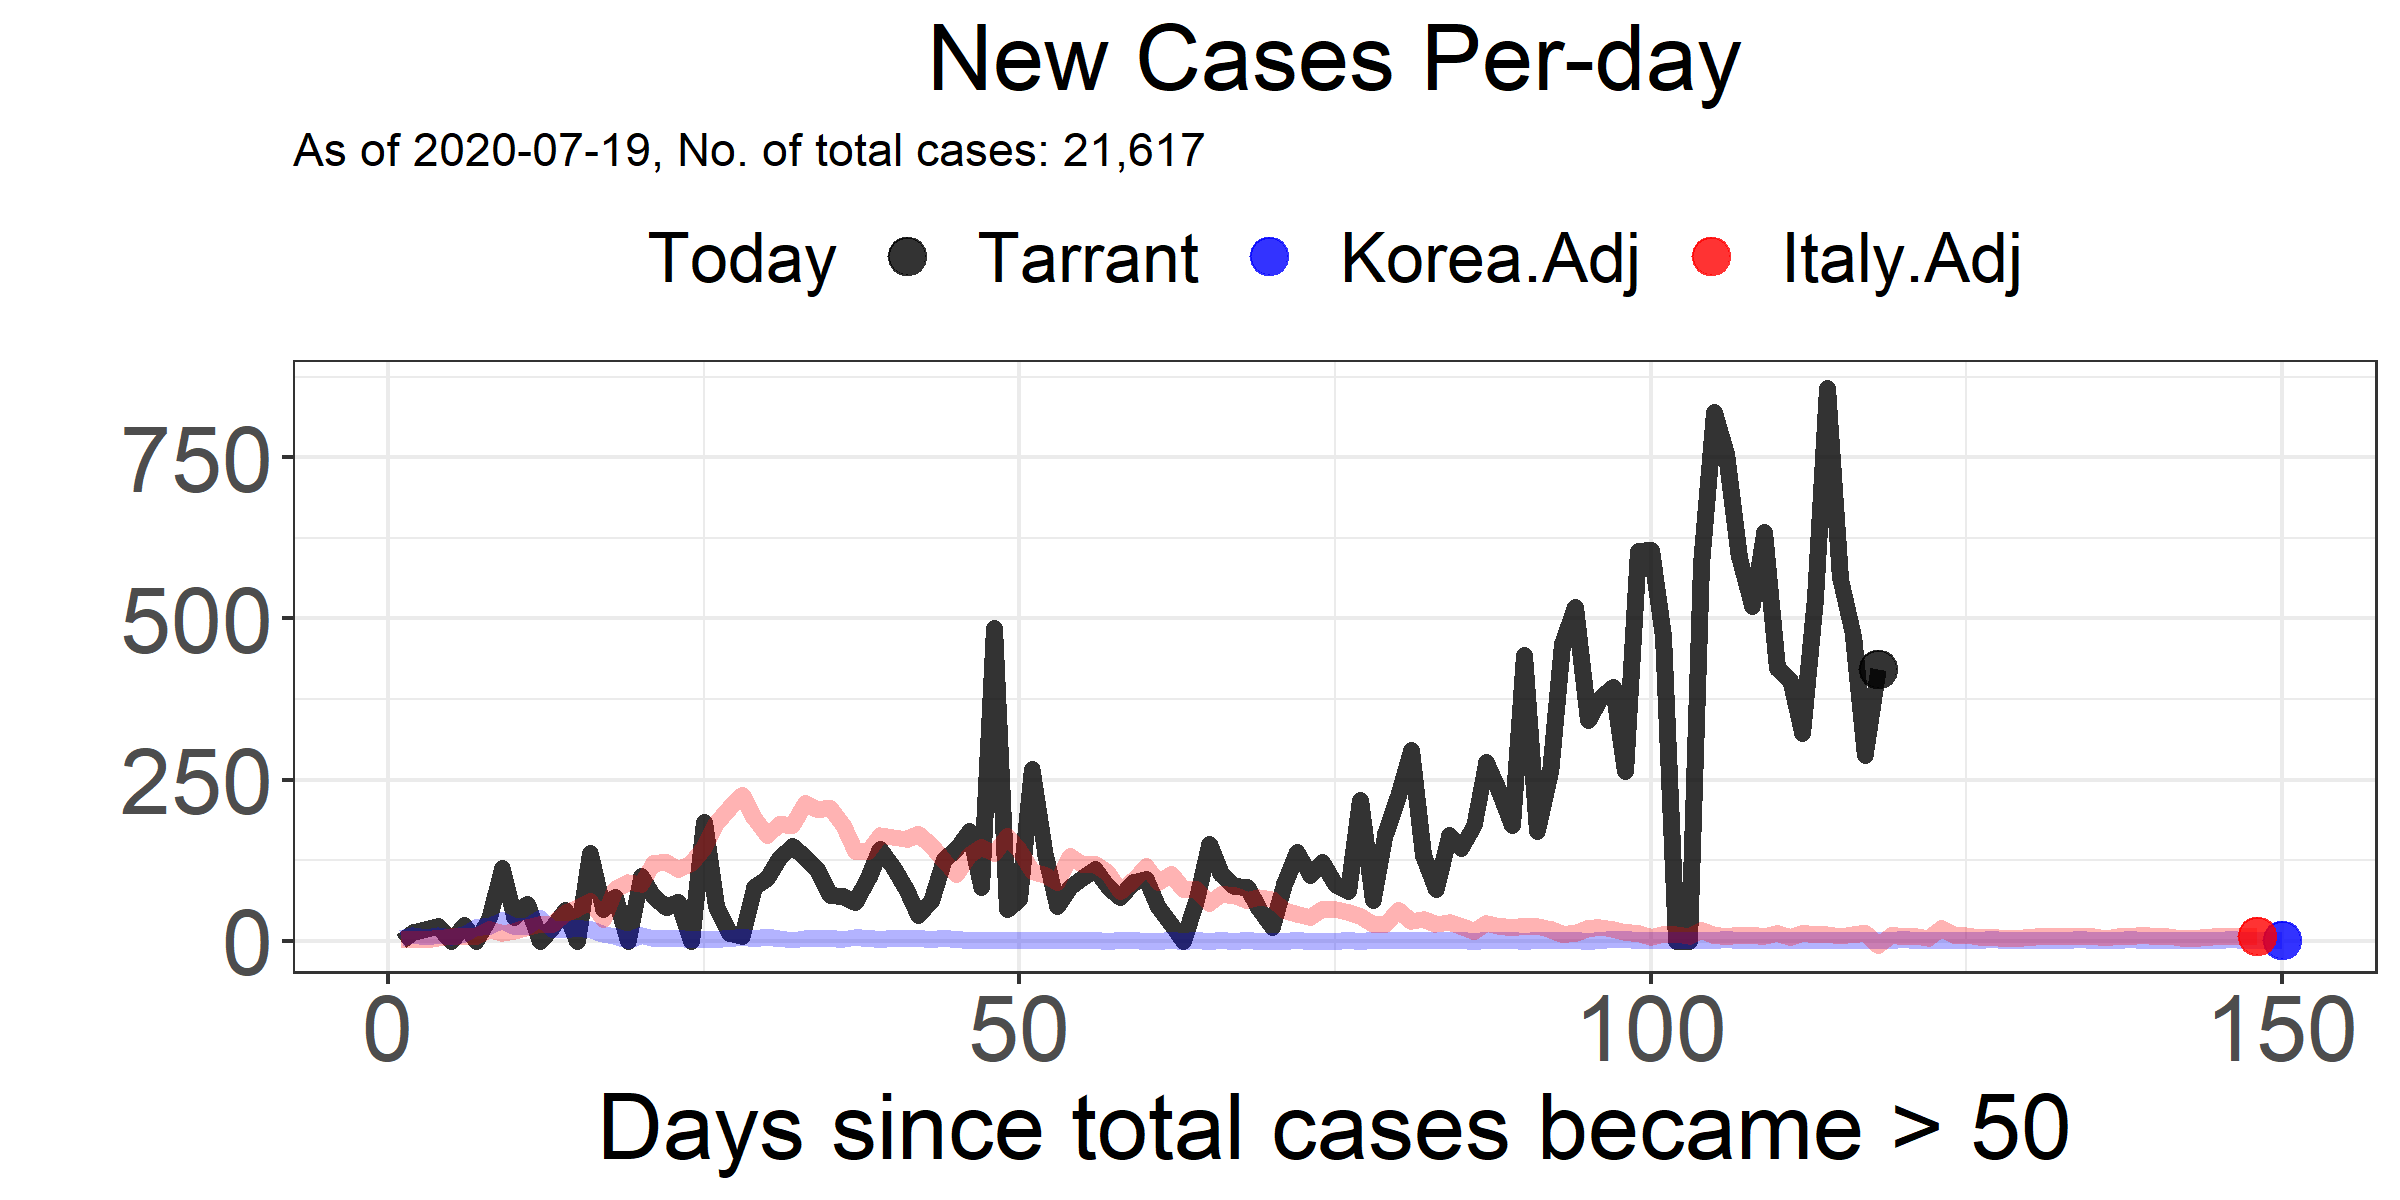 New Cases Per-day
As of 2020-07-19, No. of total cases: 21,617
Today Tarrant Korea.Adj Italy.Adj
750
500
250
0
0 50 100 150
Days since total cases became > 50